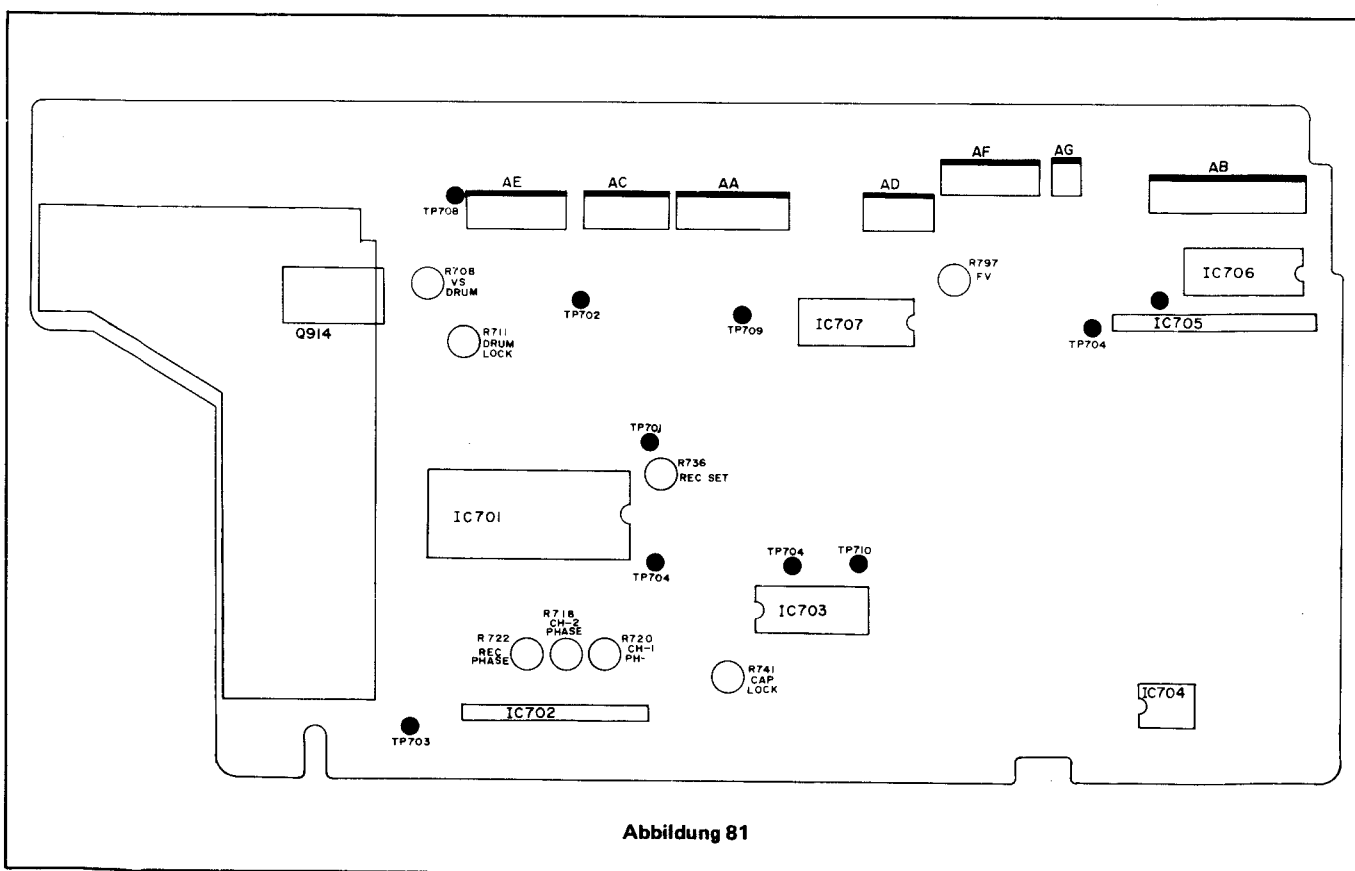 AF
AG
AE
AC
AA
AD
AB
TP708
R708
VS
DRUM
R797
FV
IC706
TP702
TP709
IC707
IC705
Q914
R711
DRUM
LOCK
TP704
TP701
R736
REC SET
IC701
TP704
TP704
TP710
IC703
R718
CH-2
PHASE
R722
REC
PHASE
R720
CH-1
PH-
R741
CAP
LOCK
IC704
IC702
TP703
Abbildung 81